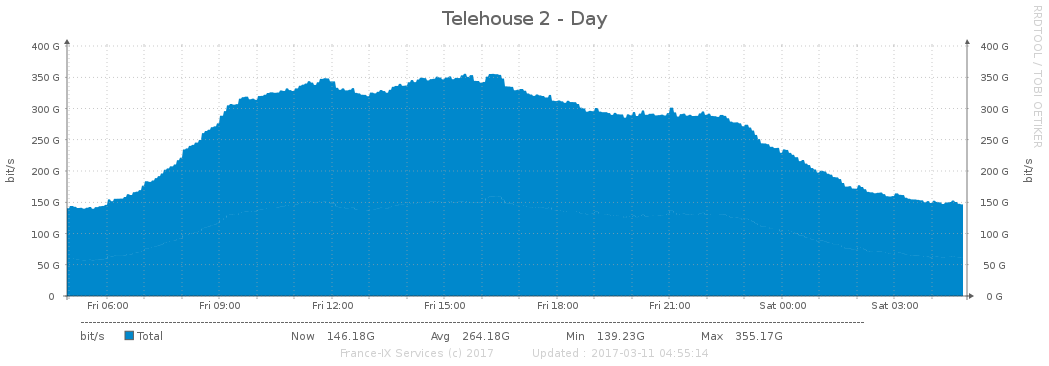 Telehouse 2 - Day
RRDTOOL / TOBI OETIKER
bit/s
400 G 400 G
350 G 350 G
300 G 300 G
250 G 250 G
200 G 200 G
150 G 150 G
100 G 100 G
50 G 50 G
0 0 G
bit/s
Fri 06:00 Fri 09:00 Fri 12:00 Fri 15:00 Fri 18:00 Fri 21:00 Sat 00:00 Sat 03:00
bit/s Total Now 146.18G Avg 264.18G Min 139.23G Max 355.17G
France-IX Services (c) 2017 Updated : 2017-03-11 04:55:14